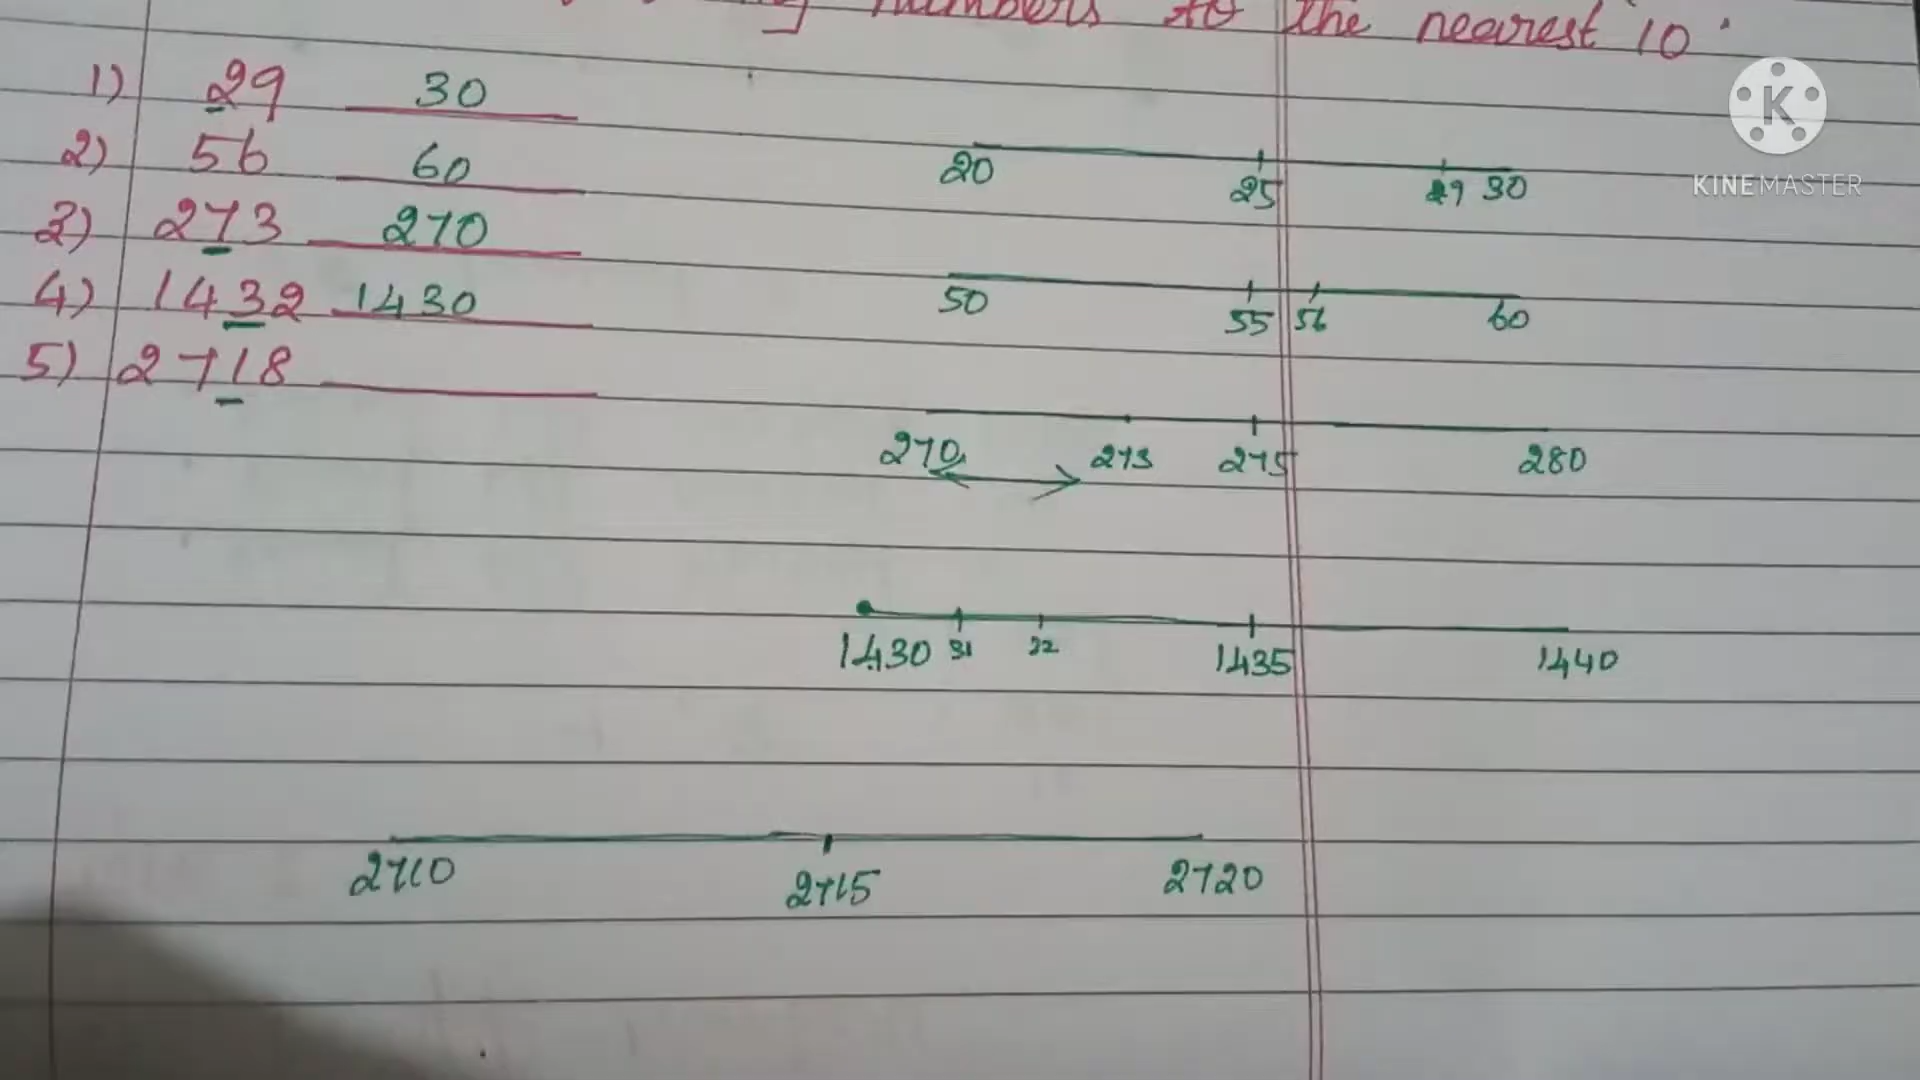 numbers to the nearest 10.
1) 29 30
2) 56 60
3) 273 270
4) 1432 1430
5) 2718
20 25 29 30
50 55 56 60
270 273 275 280
1430 31 32 1435 1440
2710 2715 2720
K
KINEMASTER